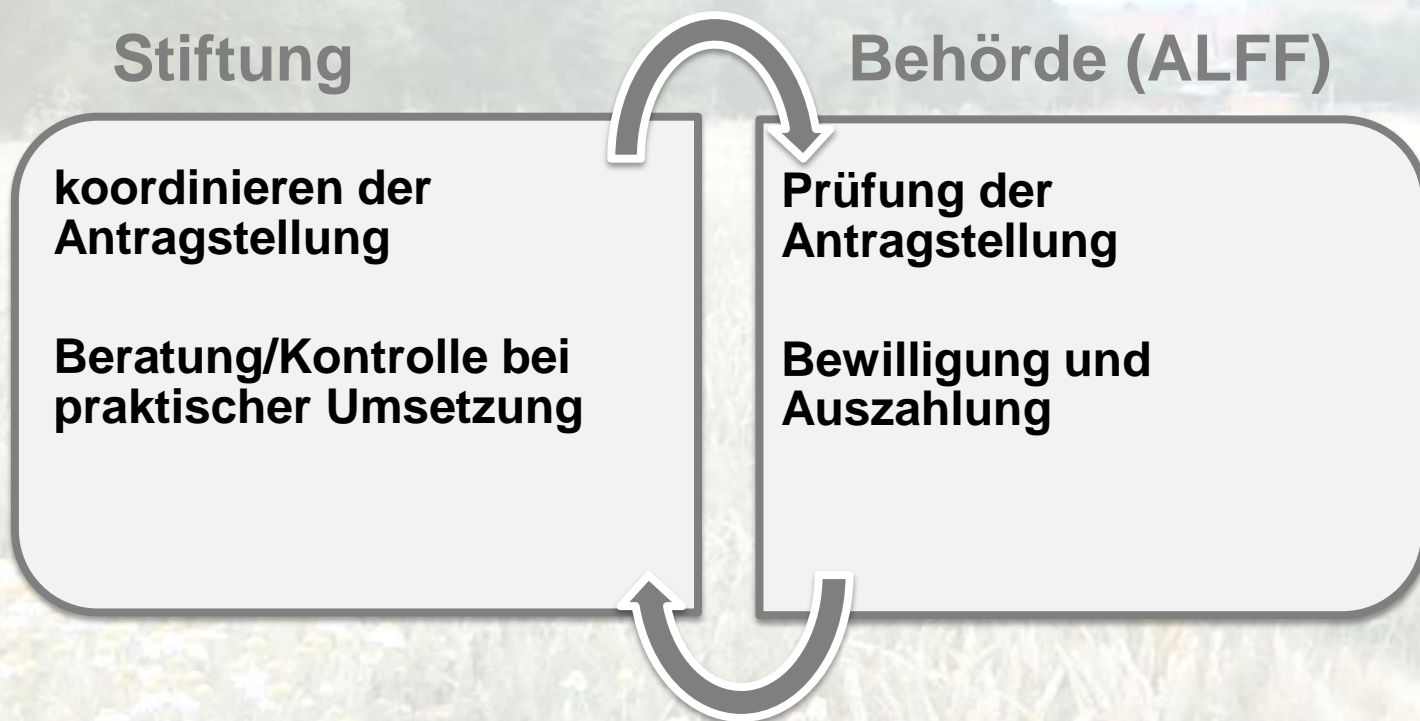 Stiftung
koordinieren der
Antragstellung
Beratung/Kontrolle bei
praktischer Umsetzung
Behörde (ALFF)
Prüfung der
Antragstellung
Bewilligung und
Auszahlung